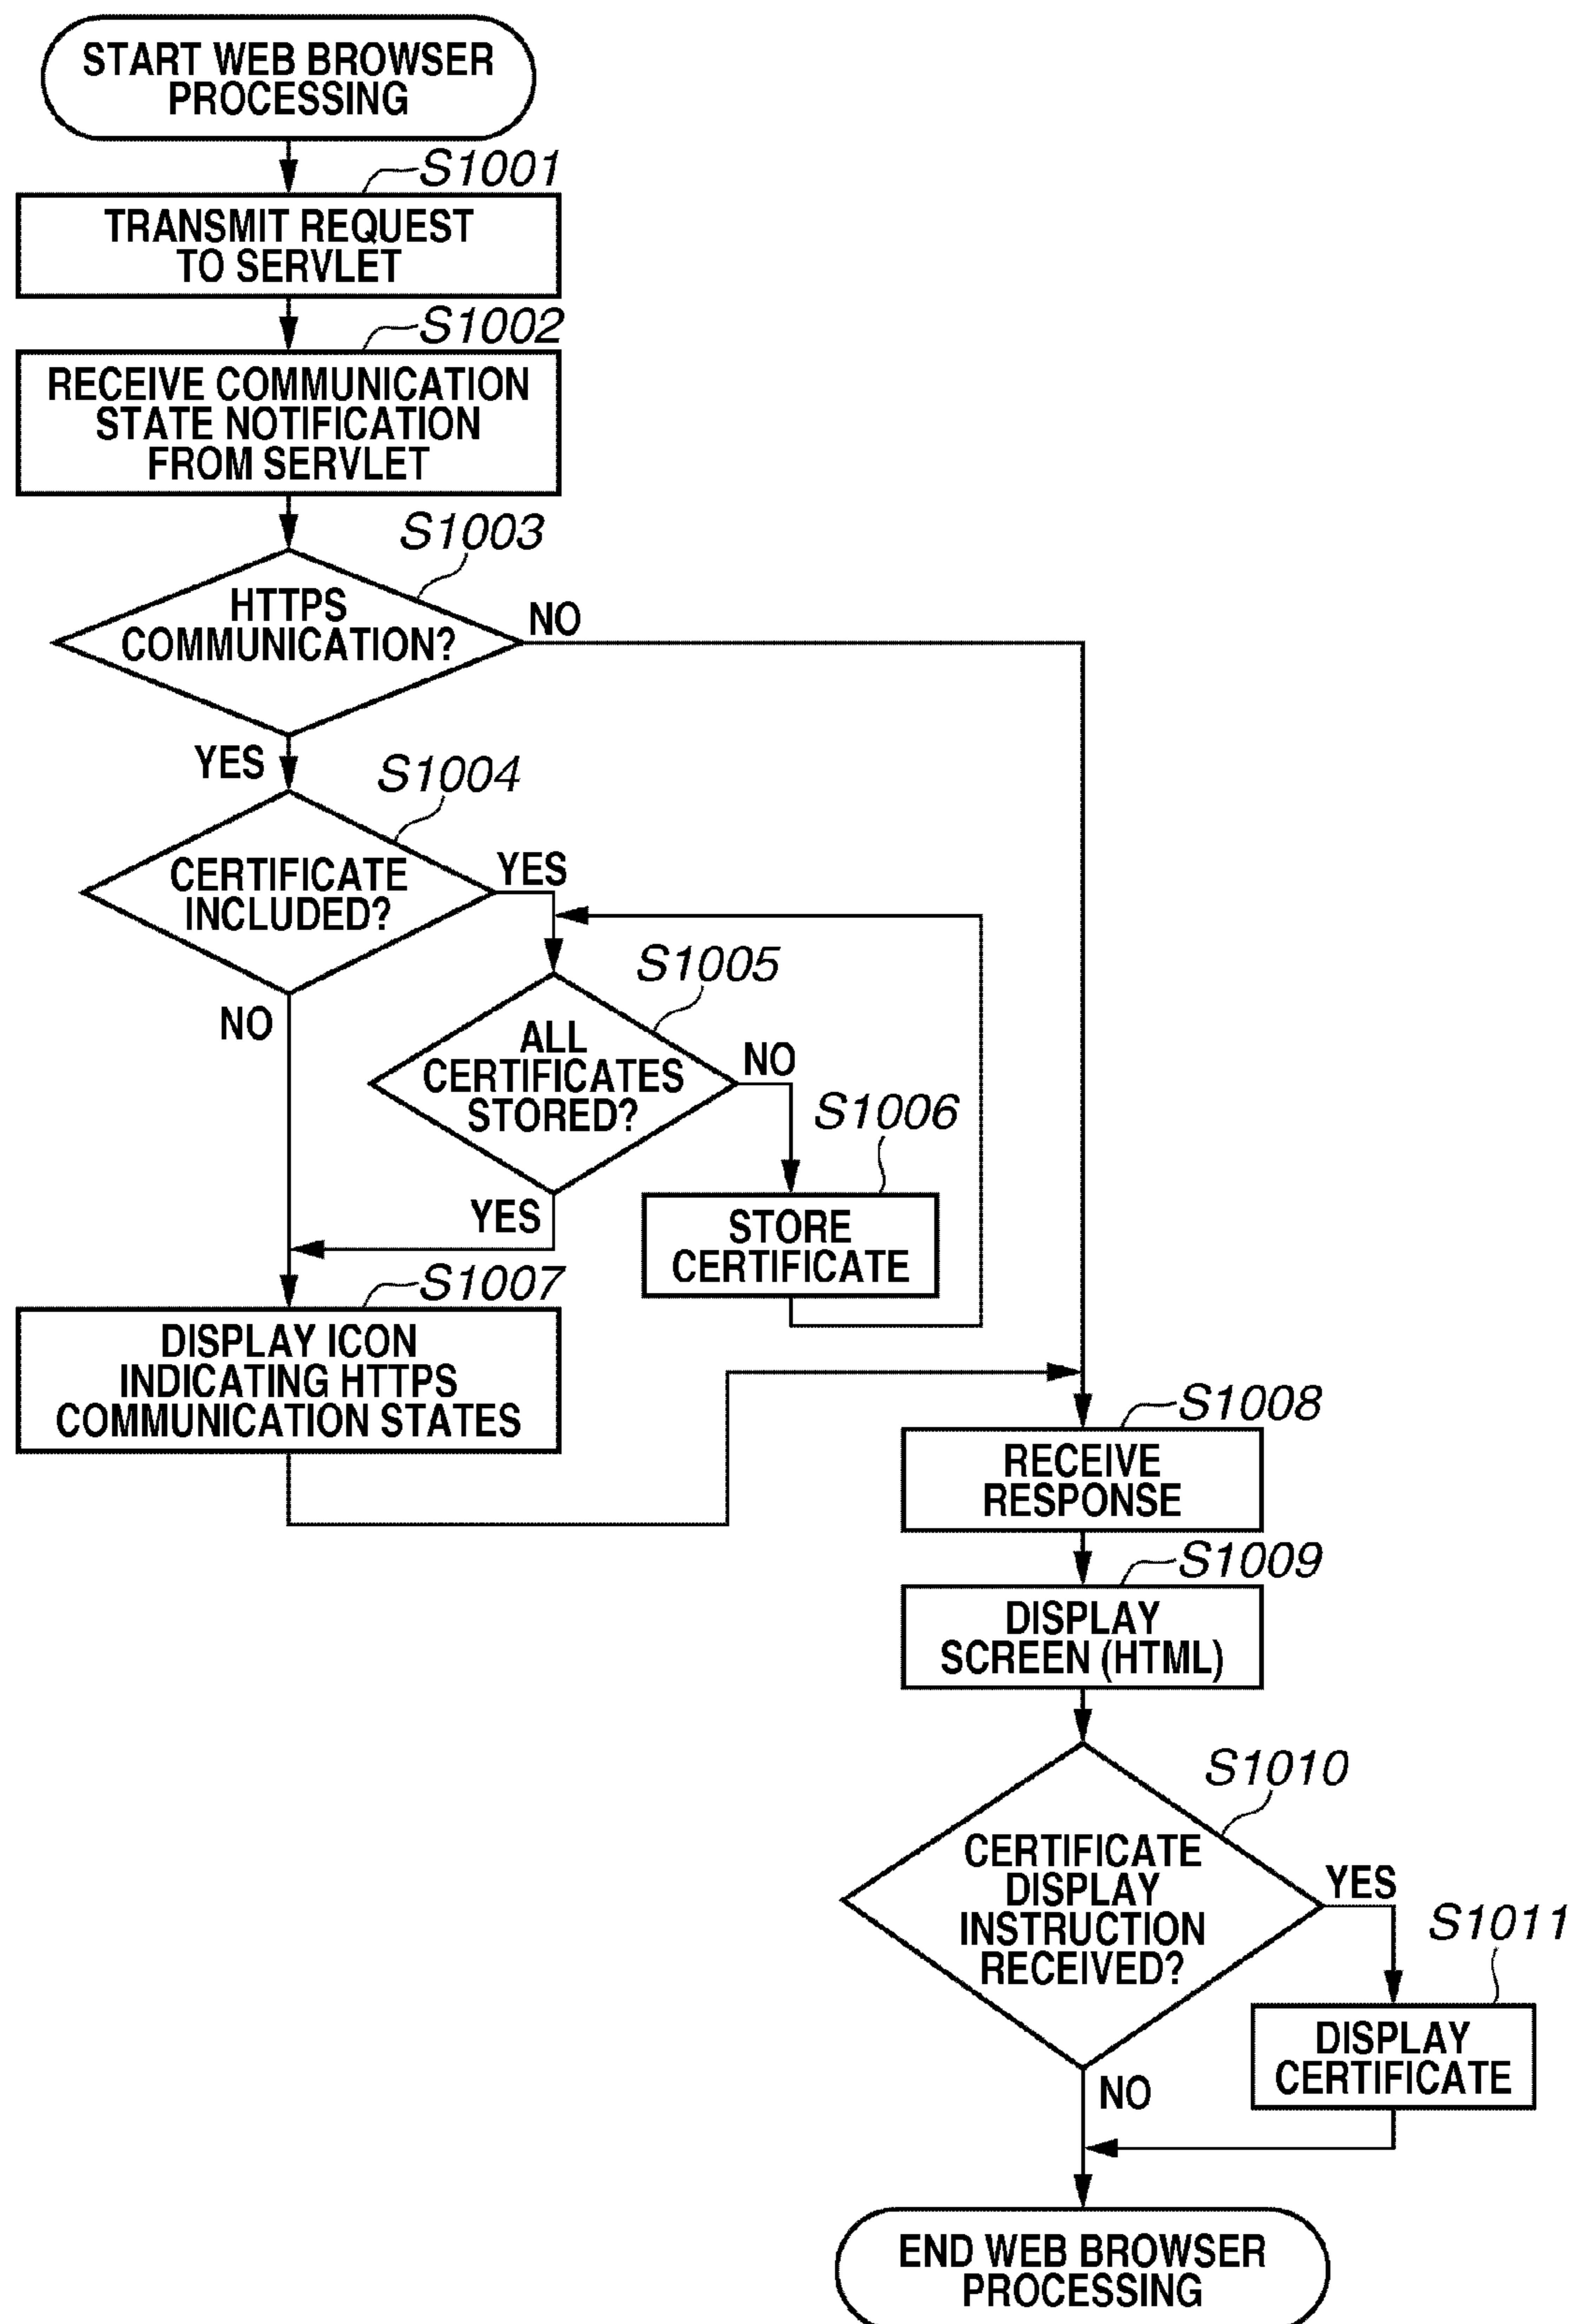 START WEB BROWSER
PROCESSING
S1001
TRANSMIT REQUEST
TO SERVLET
S1002
RECEIVE COMMUNICATION
STATE NOTIFICATION
FROM SERVLET
S1003
HTTPS
COMMUNICATION?
NO
YES
S1004
CERTIFICATE
INCLUDED?
YES
NO
S1005
ALL
CERTIFICATES
STORED?
NO
YES
S1006
STORE
CERTIFICATE
S1007
DISPLAY ICON
INDICATING HTTPS
COMMUNICATION STATES
S1008
RECEIVE
RESPONSE
S1009
DISPLAY
SCREEN (HTML)
S1010
CERTIFICATE
DISPLAY
INSTRUCTION
RECEIVED?
YES
NO
S1011
DISPLAY
CERTIFICATE
END WEB BROWSER
PROCESSING